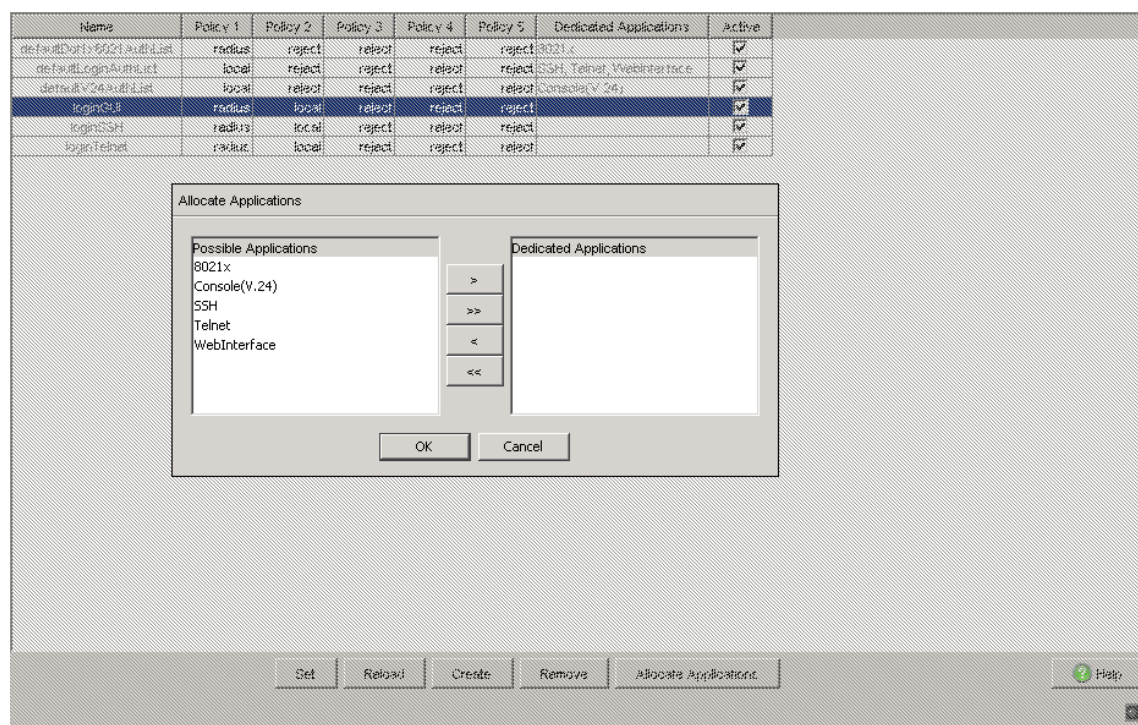 Name Policy 1 Policy 2 Policy 3 Policy 4 Policy 5 Dedicated Applications Active
defaultDot1x8021AuthList radius reject reject reject reject 8021x
defaultLoginAuthList local reject reject reject reject SSH, Telnet, WebInterface
defaultV24AuthList local reject reject reject reject Console(V.24)
loginGUI radius local reject reject reject
loginSSH radius local reject reject reject
loginTelnet radius local reject reject reject
Allocate Applications
Possible Applications
8021x
Console(V.24)
SSH
Telnet
WebInterface
>
>>
<
<<
Dedicated Applications
OK Cancel
Set Reload Create Remove Allocate Applications Help